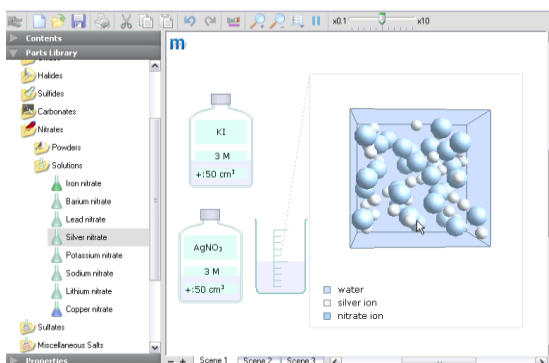 x0.1 x10
Contents
Parts Library
Halides
Sulfides
Carbonates
Nitrates
Powders
Solutions
Iron nitrate
Barium nitrate
Lead nitrate
Silver nitrate
Potassium nitrate
Sodium nitrate
Lithium nitrate
Copper nitrate
Sulfates
Miscellaneous Salts
Properties
m
KI
3 M
+:50 cm³
AgNO₃
3 M
+:50 cm³
water
silver ion
nitrate ion
− + Scene 1 Scene 2 Scene 3